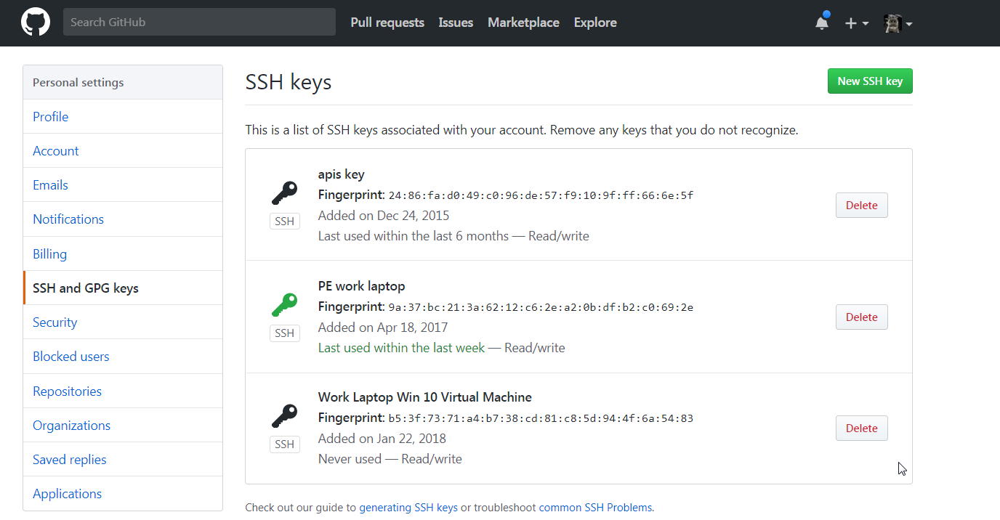 Search GitHub
Pull requests Issues Marketplace Explore
Personal settings
Profile
Account
Emails
Notifications
Billing
SSH and GPG keys
Security
Blocked users
Repositories
Organizations
Saved replies
Applications
SSH keys
New SSH key
This is a list of SSH keys associated with your account. Remove any keys that you do not recognize.
apis key
Fingerprint: 24:86:fa:d0:49:c0:96:de:57:f9:10:9f:ff:66:6e:5f
Added on Dec 24, 2015
Last used within the last 6 months — Read/write
SSH
Delete
PE work laptop
Fingerprint: 9a:37:bc:21:3a:62:12:c6:2e:a2:0b:df:b2:c0:69:2e
Added on Apr 18, 2017
Last used within the last week — Read/write
SSH
Delete
Work Laptop Win 10 Virtual Machine
Fingerprint: b5:3f:73:71:a4:b7:38:cd:81:c8:5d:94:4f:6a:54:83
Added on Jan 22, 2018
Never used — Read/write
SSH
Delete
Check out our guide to generating SSH keys or troubleshoot common SSH Problems.